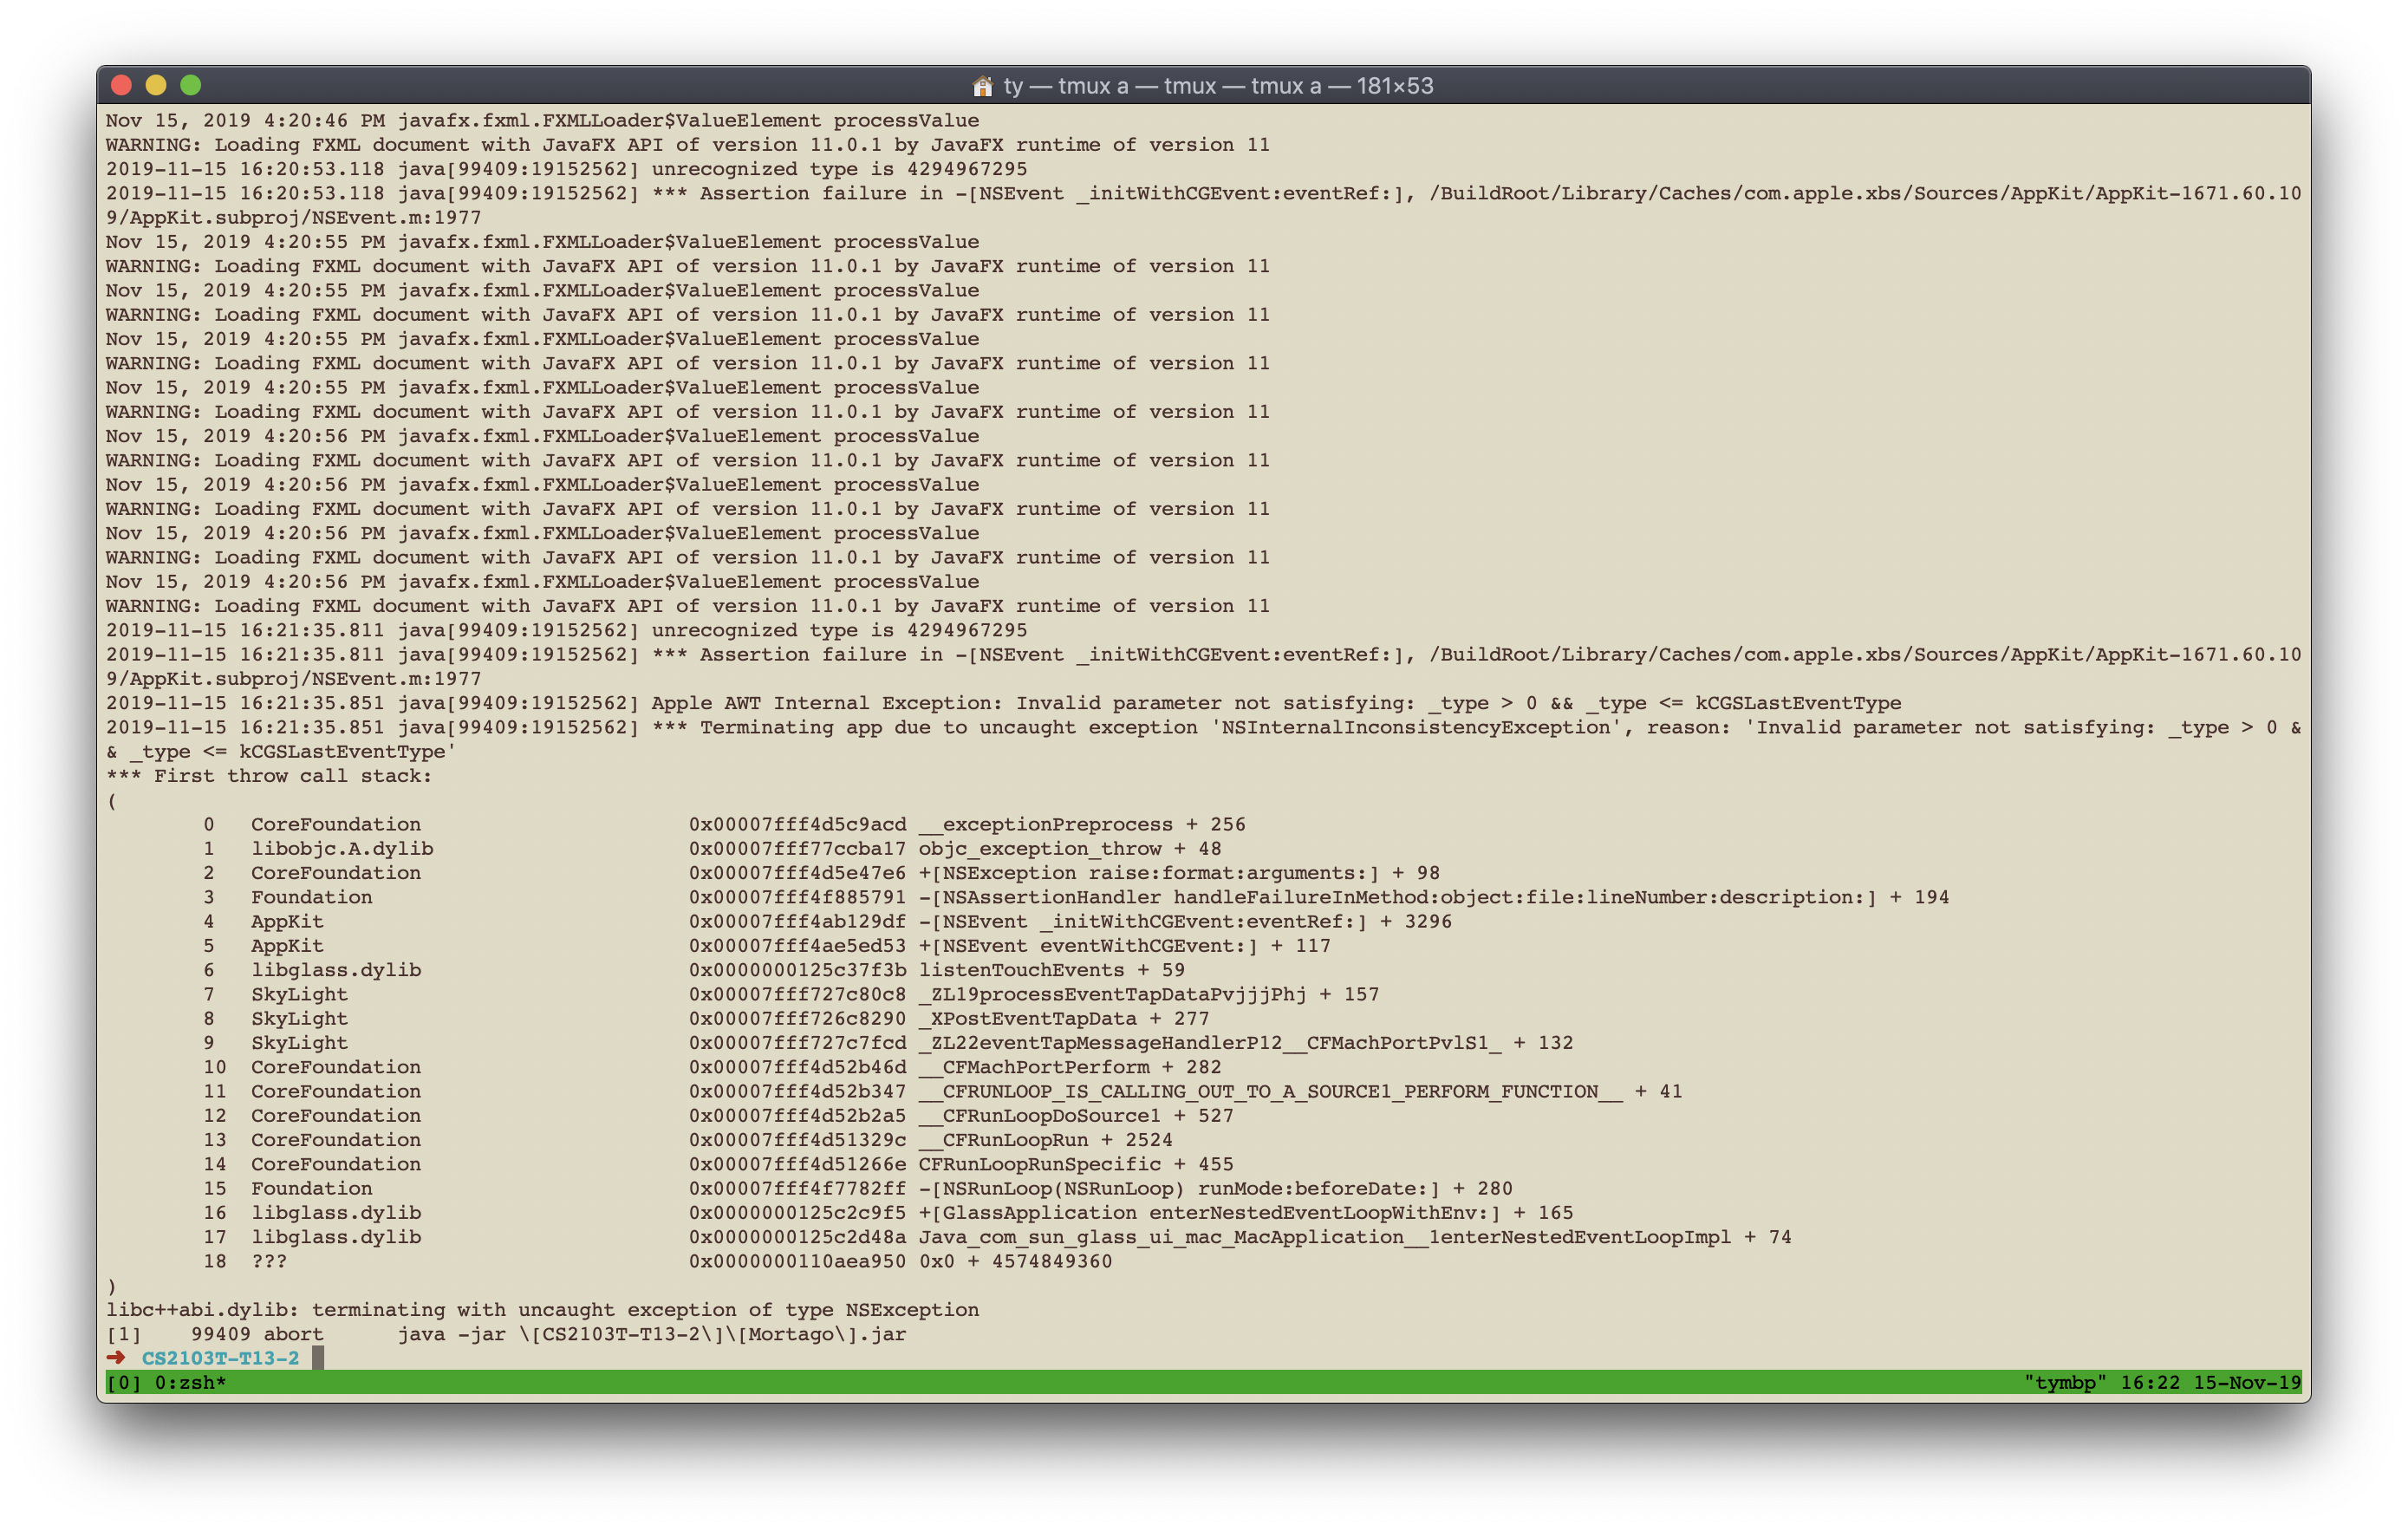 ty — tmux a — tmux — tmux a — 181×53
Nov 15, 2019 4:20:46 PM javafx.fxml.FXMLLoader$ValueElement processValue
WARNING: Loading FXML document with JavaFX API of version 11.0.1 by JavaFX runtime of version 11
2019-11-15 16:20:53.118 java[99409:19152562] unrecognized type is 4294967295
2019-11-15 16:20:53.118 java[99409:19152562] *** Assertion failure in -[NSEvent _initWithCGEvent:eventRef:], /BuildRoot/Library/Caches/com.apple.xbs/Sources/AppKit/AppKit-1671.60.10
9/AppKit.subproj/NSEvent.m:1977
Nov 15, 2019 4:20:55 PM javafx.fxml.FXMLLoader$ValueElement processValue
WARNING: Loading FXML document with JavaFX API of version 11.0.1 by JavaFX runtime of version 11
Nov 15, 2019 4:20:55 PM javafx.fxml.FXMLLoader$ValueElement processValue
WARNING: Loading FXML document with JavaFX API of version 11.0.1 by JavaFX runtime of version 11
Nov 15, 2019 4:20:55 PM javafx.fxml.FXMLLoader$ValueElement processValue
WARNING: Loading FXML document with JavaFX API of version 11.0.1 by JavaFX runtime of version 11
Nov 15, 2019 4:20:55 PM javafx.fxml.FXMLLoader$ValueElement processValue
WARNING: Loading FXML document with JavaFX API of version 11.0.1 by JavaFX runtime of version 11
Nov 15, 2019 4:20:56 PM javafx.fxml.FXMLLoader$ValueElement processValue
WARNING: Loading FXML document with JavaFX API of version 11.0.1 by JavaFX runtime of version 11
Nov 15, 2019 4:20:56 PM javafx.fxml.FXMLLoader$ValueElement processValue
WARNING: Loading FXML document with JavaFX API of version 11.0.1 by JavaFX runtime of version 11
Nov 15, 2019 4:20:56 PM javafx.fxml.FXMLLoader$ValueElement processValue
WARNING: Loading FXML document with JavaFX API of version 11.0.1 by JavaFX runtime of version 11
Nov 15, 2019 4:20:56 PM javafx.fxml.FXMLLoader$ValueElement processValue
WARNING: Loading FXML document with JavaFX API of version 11.0.1 by JavaFX runtime of version 11
2019-11-15 16:21:35.811 java[99409:19152562] unrecognized type is 4294967295
2019-11-15 16:21:35.811 java[99409:19152562] *** Assertion failure in -[NSEvent _initWithCGEvent:eventRef:], /BuildRoot/Library/Caches/com.apple.xbs/Sources/AppKit/AppKit-1671.60.10
9/AppKit.subproj/NSEvent.m:1977
2019-11-15 16:21:35.851 java[99409:19152562] Apple AWT Internal Exception: Invalid parameter not satisfying: _type > 0 && _type <= kCGSLastEventType
2019-11-15 16:21:35.851 java[99409:19152562] *** Terminating app due to uncaught exception 'NSInternalInconsistencyException', reason: 'Invalid parameter not satisfying: _type > 0 &
& _type <= kCGSLastEventType'
*** First throw call stack:
(
0 CoreFoundation 0x00007fff4d5c9acd __exceptionPreprocess + 256
1 libobjc.A.dylib 0x00007fff77ccba17 objc_exception_throw + 48
2 CoreFoundation 0x00007fff4d5e47e6 +[NSException raise:format:arguments:] + 98
3 Foundation 0x00007fff4f885791 -[NSAssertionHandler handleFailureInMethod:object:file:lineNumber:description:] + 194
4 AppKit 0x00007fff4ab129df -[NSEvent _initWithCGEvent:eventRef:] + 3296
5 AppKit 0x00007fff4ae5ed53 +[NSEvent eventWithCGEvent:] + 117
6 libglass.dylib 0x0000000125c37f3b listenTouchEvents + 59
7 SkyLight 0x00007fff727c80c8 _ZL19processEventTapDataPvjjjPhj + 157
8 SkyLight 0x00007fff726c8290 _XPostEventTapData + 277
9 SkyLight 0x00007fff727c7fcd _ZL22eventTapMessageHandlerP12__CFMachPortPvlS1_ + 132
10 CoreFoundation 0x00007fff4d52b46d __CFMachPortPerform + 282
11 CoreFoundation 0x00007fff4d52b347 __CFRUNLOOP_IS_CALLING_OUT_TO_A_SOURCE1_PERFORM_FUNCTION__ + 41
12 CoreFoundation 0x00007fff4d52b2a5 __CFRunLoopDoSource1 + 527
13 CoreFoundation 0x00007fff4d51329c __CFRunLoopRun + 2524
14 CoreFoundation 0x00007fff4d51266e CFRunLoopRunSpecific + 455
15 Foundation 0x00007fff4f7782ff -[NSRunLoop(NSRunLoop) runMode:beforeDate:] + 280
16 libglass.dylib 0x0000000125c2c9f5 +[GlassApplication enterNestedEventLoopWithEnv:] + 165
17 libglass.dylib 0x0000000125c2d48a Java_com_sun_glass_ui_mac_MacApplication__1enterNestedEventLoopImpl + 74
18 ??? 0x0000000110aea950 0x0 + 4574849360
)
libc++abi.dylib: terminating with uncaught exception of type NSException
[1] 99409 abort java -jar \[CS2103T-T13-2\]\[Mortago\].jar
➜ CS2103T-T13-2
[0] 0:zsh* "tymbp" 16:22 15-Nov-19